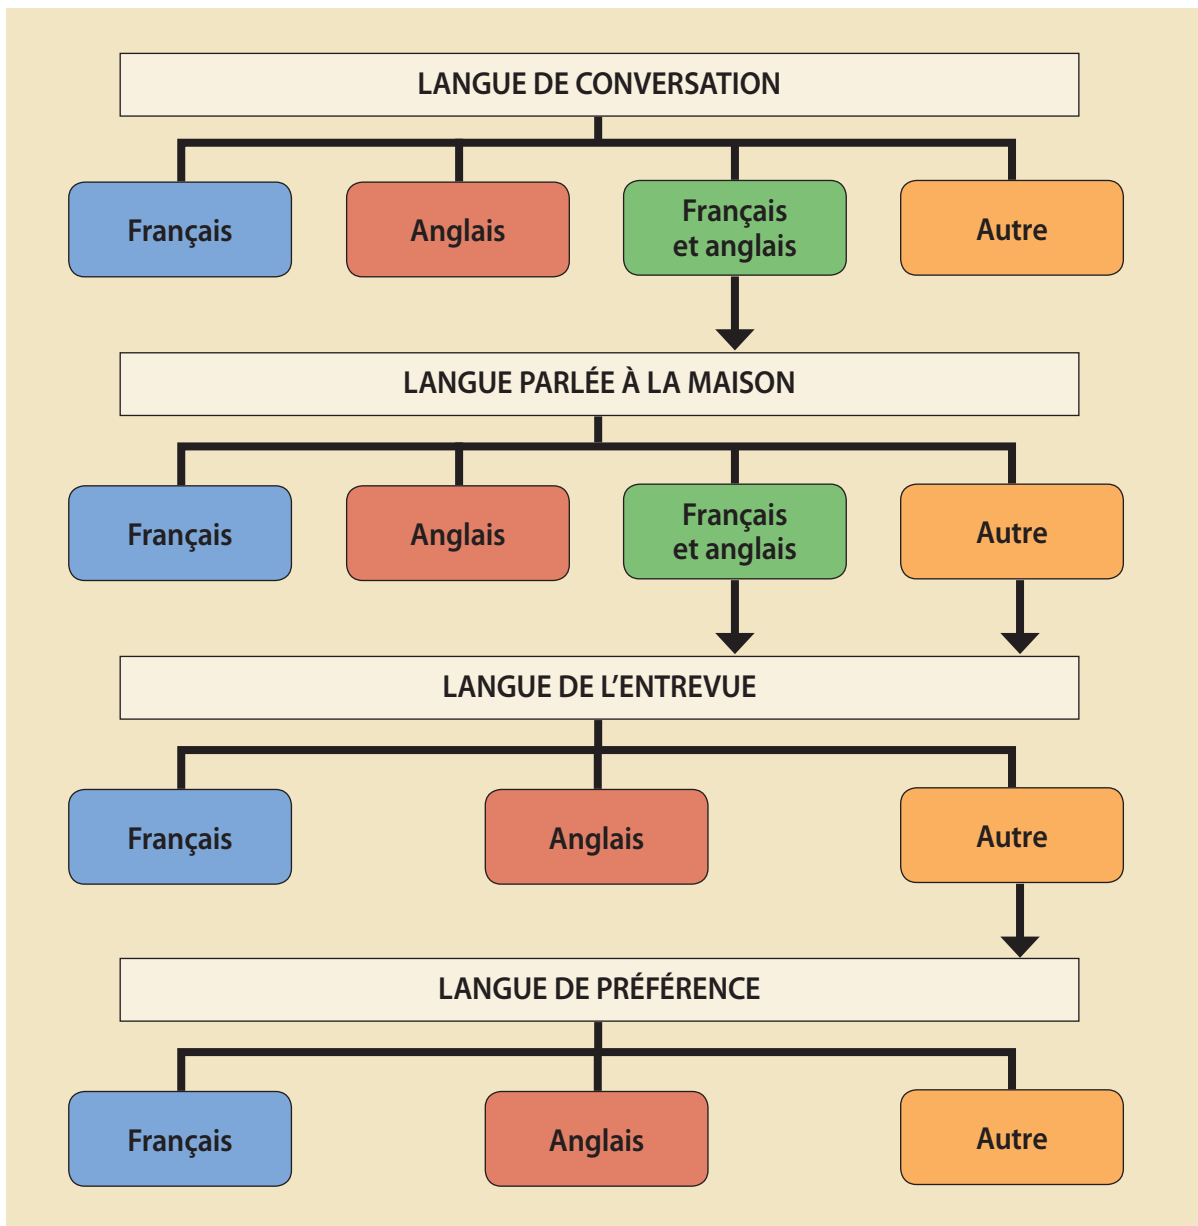 LANGUE DE CONVERSATION
Français
Anglais
Français
et anglais
Autre
LANGUE PARLÉE À LA MAISON
Français
Anglais
Français
et anglais
Autre
LANGUE DE L'ENTREVUE
Français
Anglais
Autre
LANGUE DE PRÉFÉRENCE
Français
Anglais
Autre